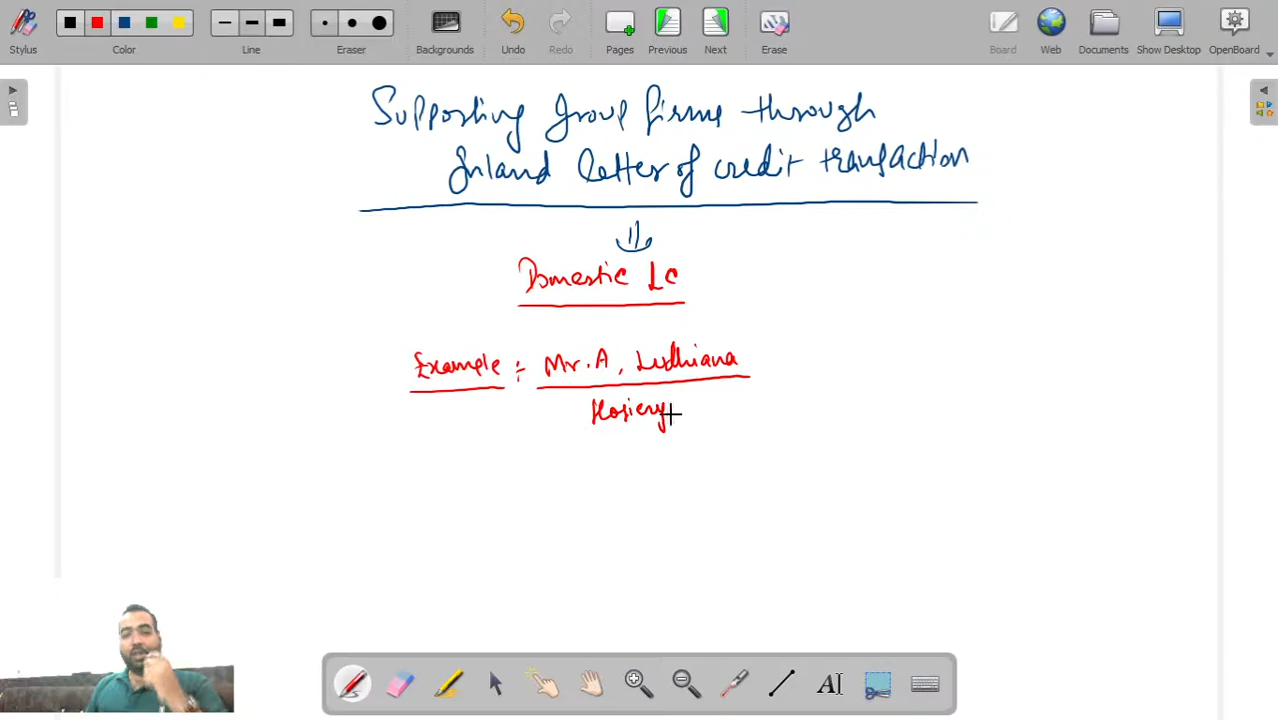 Stylus
Color
Line
Eraser
Backgrounds
Undo
Redo
Pages
Previous
Next
Erase
Board
Web
Documents
Show Desktop
OpenBoard
Supporting group firms through
Inland letter of credit transaction
Domestic LC
Example :- Mr. A, Ludhiana
Hosiery
AI